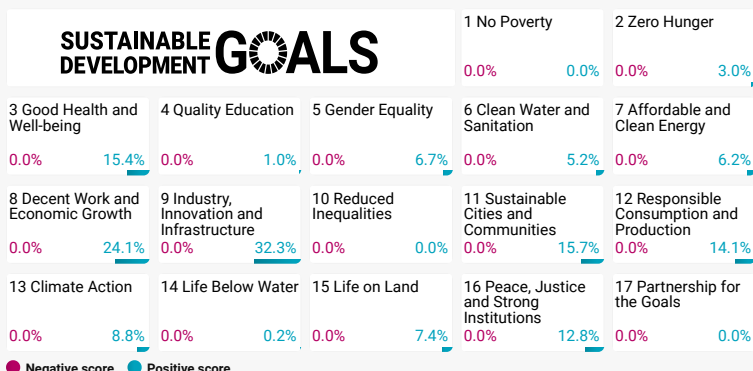 SUSTAINABLE
DEVELOPMENT
GOALS
1 No Poverty
0.0% 0.0%
2 Zero Hunger
0.0% 3.0%
3 Good Health and
Well-being
0.0% 15.4%
4 Quality Education
0.0% 1.0%
5 Gender Equality
0.0% 6.7%
6 Clean Water and
Sanitation
0.0% 5.2%
7 Affordable and
Clean Energy
0.0% 6.2%
8 Decent Work and
Economic Growth
0.0% 24.1%
9 Industry,
Innovation and
Infrastructure
0.0% 32.3%
10 Reduced
Inequalities
0.0% 0.0%
11 Sustainable
Cities and
Communities
0.0% 15.7%
12 Responsible
Consumption and
Production
0.0% 14.1%
13 Climate Action
0.0% 8.8%
14 Life Below Water
0.0% 0.2%
15 Life on Land
0.0% 7.4%
16 Peace, Justice
and Strong
Institutions
0.0% 12.8%
17 Partnership for
the Goals
0.0% 0.0%
Negative score Positive score